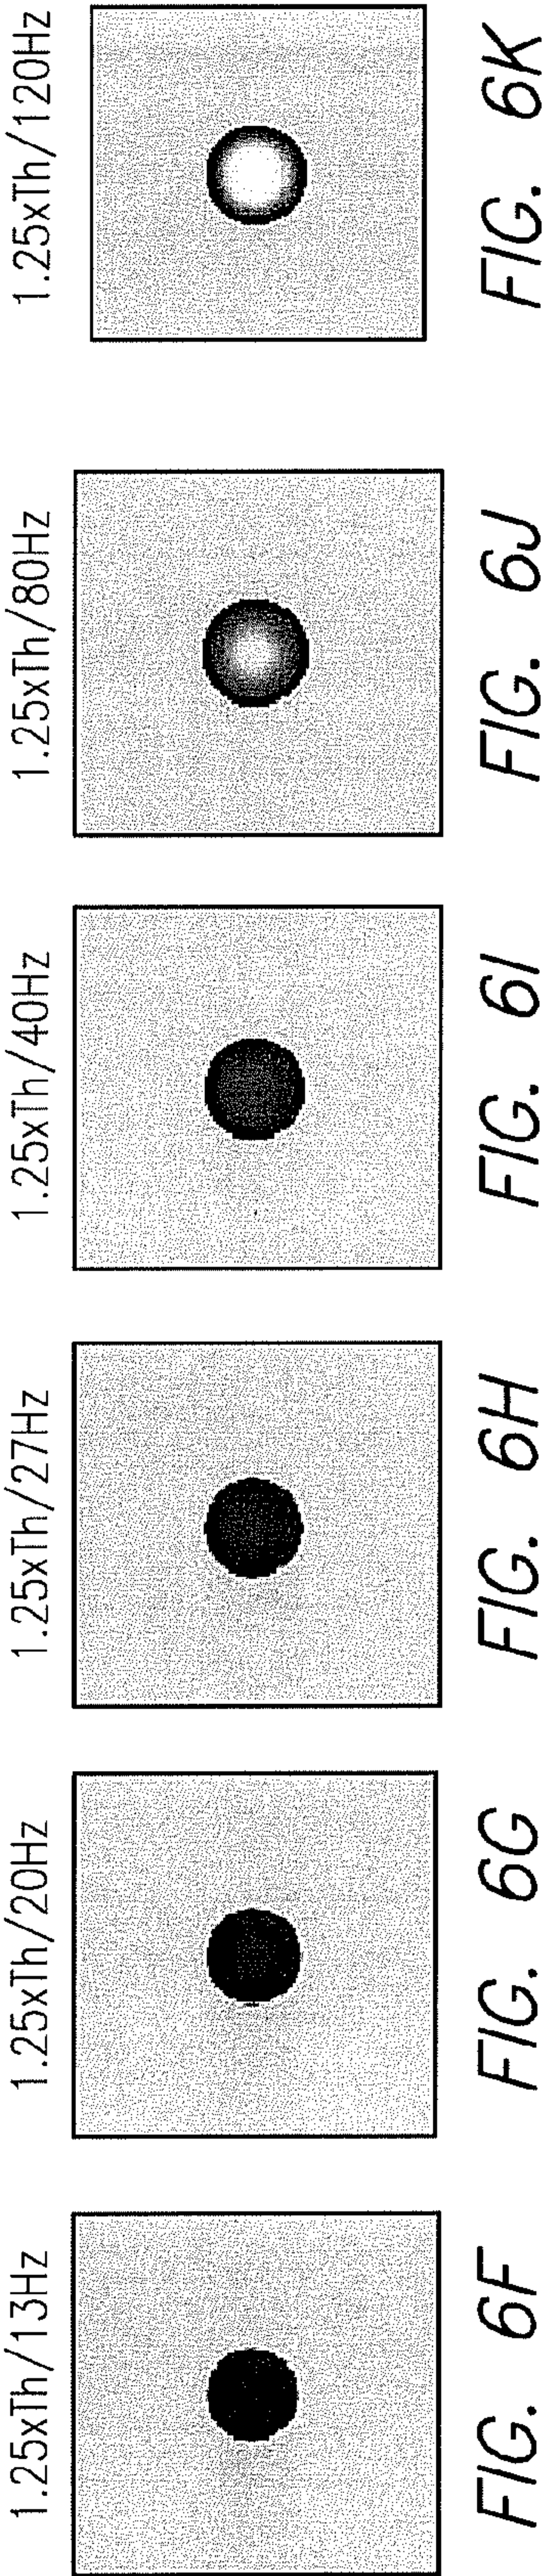 1.25xTh/13Hz
FIG. 6F
1.25xTh/20Hz
FIG. 6G
1.25xTh/27Hz
FIG. 6H
1.25xTh/40Hz
FIG. 6I
1.25xTh/80Hz
FIG. 6J
1.25xTh/120Hz
FIG. 6K